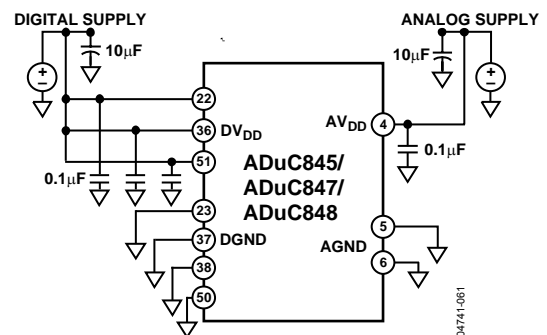 DIGITAL SUPPLY
ANALOG SUPPLY
10μF
10μF
+
–
+
–
22
36
DVDD
51
0.1μF
ADuC845/
ADuC847/
ADuC848
AVDD
4
0.1μF
23
37
DGND
38
50
AGND
5
6
04741-061